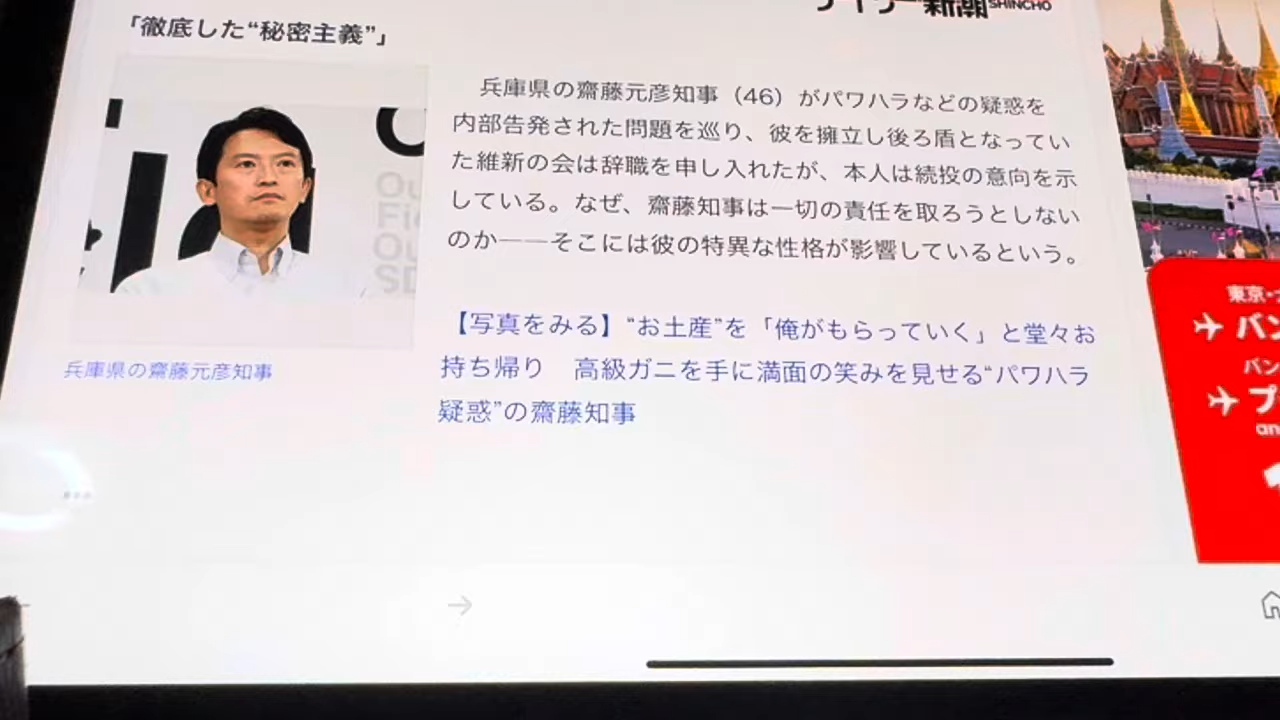 新潮 SHINCHO
「徹底した“秘密主義”」
兵庫県の齋藤元彦知事（46）がパワハラなどの疑惑を
内部告発された問題を巡り、彼を擁立し後ろ盾となってい
た維新の会は辞職を申し入れたが、本人は続投の意向を示
している。なぜ、齋藤知事は一切の責任を取ろうとしない
のか――そこには彼の特異な性格が影響しているという。
兵庫県の齋藤元彦知事
【写真をみる】“お土産”を「俺がもらっていく」と堂々お
持ち帰り　高級ガニを手に満面の笑みを見せる“パワハラ
疑惑”の齋藤知事
東京